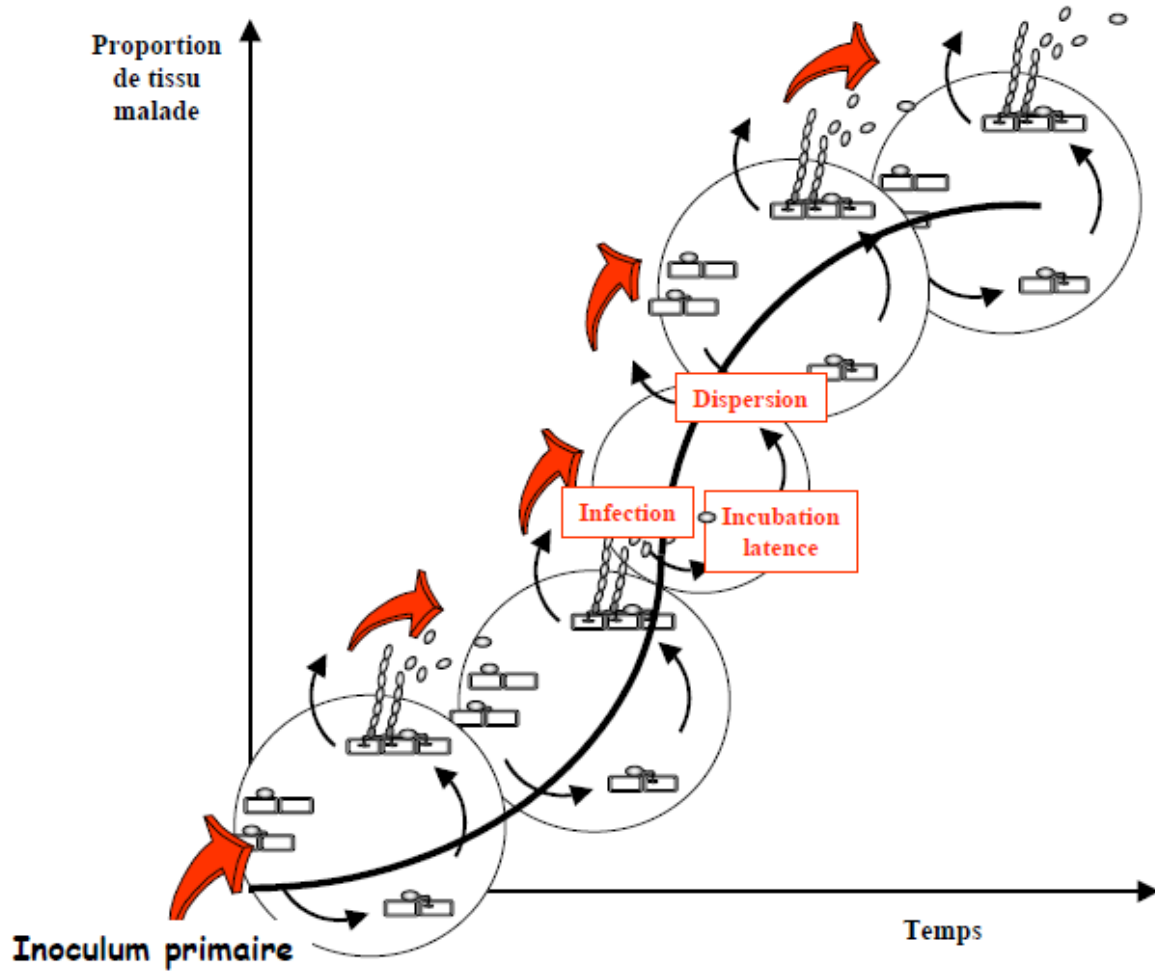 Proportion
de tissu
malade
Dispersion
Infection
Incubation
latence
Temps
Inoculum primaire